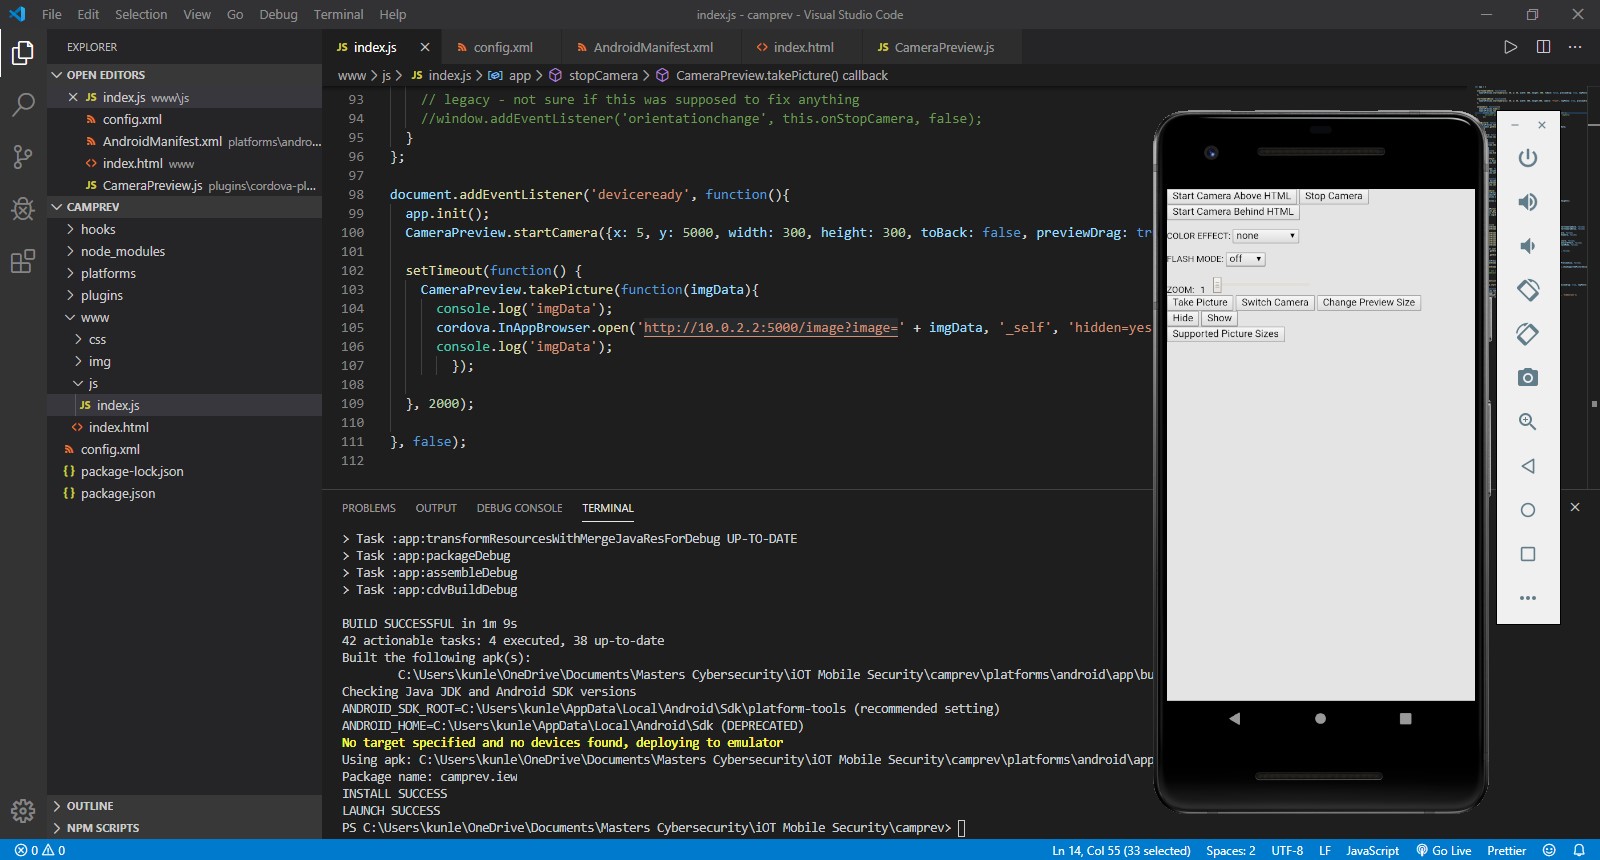 File Edit Selection View Go Debug Terminal Help
index.js - camprev - Visual Studio Code
EXPLORER
OPEN EDITORS
JS index.js www\js
config.xml
AndroidManifest.xml platforms\andro...
<> index.html www
JS CameraPreview.js plugins\cordova-pl...
CAMPREV
hooks
node_modules
platforms
plugins
www
css
img
js
JS index.js
<> index.html
config.xml
{} package-lock.json
{} package.json
OUTLINE
NPM SCRIPTS
JS index.js
config.xml
AndroidManifest.xml
<> index.html
JS CameraPreview.js
www > js > JS index.js > app > stopCamera > CameraPreview.takePicture() callback
93 // legacy - not sure if this was supposed to fix anything
94 //window.addEventListener('orientationchange', this.onStopCamera, false);
95 }
96 };
97
98 document.addEventListener('deviceready', function(){
99 app.init();
100 CameraPreview.startCamera({x: 5, y: 5000, width: 300, height: 300, toBack: false, previewDrag: tr
101
102 setTimeout(function() {
103 CameraPreview.takePicture(function(imgData){
104 console.log('imgData');
105 cordova.InAppBrowser.open('http://10.0.2.2:5000/image?image=' + imgData, '_self', 'hidden=yes
106 console.log('imgData');
107 });
108
109 }, 2000);
110
111 }, false);
112
PROBLEMS OUTPUT DEBUG CONSOLE TERMINAL
> Task :app:transformResourcesWithMergeJavaResForDebug UP-TO-DATE
> Task :app:packageDebug
> Task :app:assembleDebug
> Task :app:cdvBuildDebug
BUILD SUCCESSFUL in 1m 9s
42 actionable tasks: 4 executed, 38 up-to-date
Built the following apk(s):
C:\Users\kunle\OneDrive\Documents\Masters Cybersecurity\iOT Mobile Security\camprev\platforms\android\app\bu
Checking Java JDK and Android SDK versions
ANDROID_SDK_ROOT=C:\Users\kunle\AppData\Local\Android\Sdk\platform-tools (recommended setting)
ANDROID_HOME=C:\Users\kunle\AppData\Local\Android\Sdk (DEPRECATED)
No target specified and no devices found, deploying to emulator
Using apk: C:\Users\kunle\OneDrive\Documents\Masters Cybersecurity\iOT Mobile Security\camprev\platforms\android\app
Package name: camprev.iew
INSTALL SUCCESS
LAUNCH SUCCESS
PS C:\Users\kunle\OneDrive\Documents\Masters Cybersecurity\iOT Mobile Security\camprev>
Start Camera Above HTML Stop Camera
Start Camera Behind HTML
COLOR EFFECT: none
FLASH MODE: off
ZOOM: 1
Take Picture Switch Camera Change Preview Size
Hide Show
Supported Picture Sizes
0 0
Ln 14, Col 55 (33 selected) Spaces: 2 UTF-8 LF JavaScript Go Live Prettier